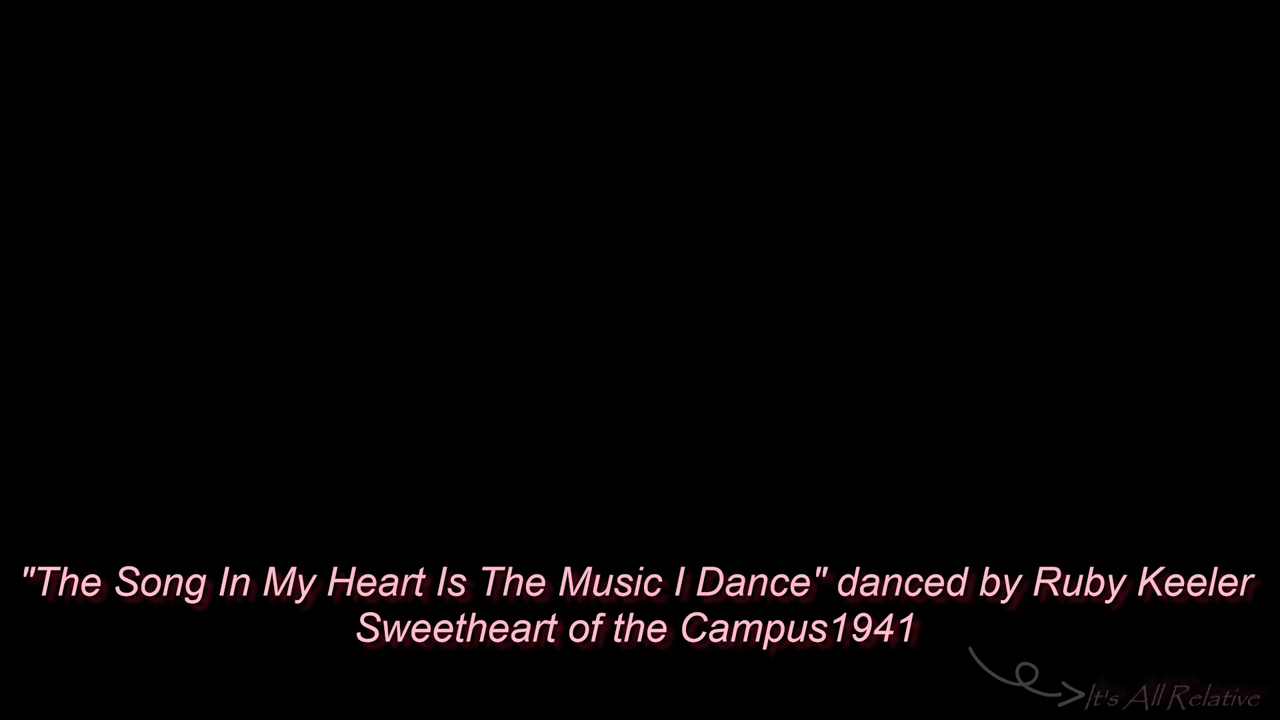 "The Song In My Heart Is The Music I Dance" danced by Ruby Keeler
Sweetheart of the Campus1941
It's All Relative